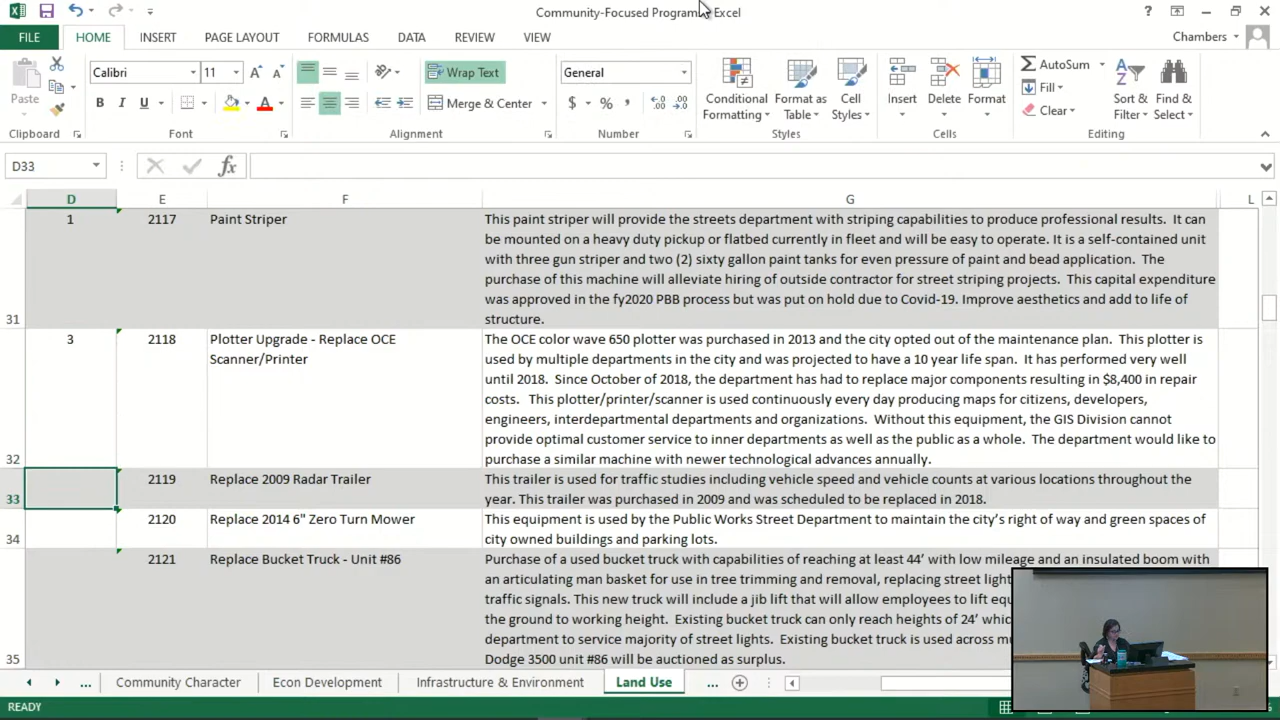 Community-Focused Programs - Excel
FILE
HOME
INSERT
PAGE LAYOUT
FORMULAS
DATA
REVIEW
VIEW
Chambers
Paste
Calibri
11
B I U
Wrap Text
Merge & Center
General
$ % ,
Conditional Formatting
Format as Table
Cell Styles
Insert
Delete
Format
AutoSum
Fill
Clear
Sort & Filter
Find & Select
Clipboard
Font
Alignment
Number
Styles
Cells
Editing
D33
fx
D
E
F
G
L
1
2117
Paint Striper
This paint striper will provide the streets department with striping capabilities to produce professional results. It can
be mounted on a heavy duty pickup or flatbed currently in fleet and will be easy to operate. It is a self-contained unit
with three gun striper and two (2) sixty gallon paint tanks for even pressure of paint and bead application. The
purchase of this machine will alleviate hiring of outside contractor for street striping projects. This capital expenditure
was approved in the fy2020 PBB process but was put on hold due to Covid-19. Improve aesthetics and add to life of
structure.
31
3
2118
Plotter Upgrade - Replace OCE
Scanner/Printer
The OCE color wave 650 plotter was purchased in 2013 and the city opted out of the maintenance plan. This plotter is
used by multiple departments in the city and was projected to have a 10 year life span. It has performed very well
until 2018. Since October of 2018, the department has had to replace major components resulting in $8,400 in repair
costs. This plotter/printer/scanner is used continuously every day producing maps for citizens, developers,
engineers, interdepartmental departments and organizations. Without this equipment, the GIS Division cannot
provide optimal customer service to inner departments as well as the public as a whole. The department would like to
purchase a similar machine with newer technological advances annually.
32
2119
Replace 2009 Radar Trailer
This trailer is used for traffic studies including vehicle speed and vehicle counts at various locations throughout the
year. This trailer was purchased in 2009 and was scheduled to be replaced in 2018.
33
2120
Replace 2014 6" Zero Turn Mower
This equipment is used by the Public Works Street Department to maintain the city's right of way and green spaces of
city owned buildings and parking lots.
34
2121
Replace Bucket Truck - Unit #86
Purchase of a used bucket truck with capabilities of reaching at least 44' with low mileage and an insulated boom with
an articulating man basket for use in tree trimming and removal, replacing street light
traffic signals. This new truck will include a jib lift that will allow employees to lift equ
the ground to working height. Existing bucket truck can only reach heights of 24' whic
department to service majority of street lights. Existing bucket truck is used across mu
Dodge 3500 unit #86 will be auctioned as surplus.
35
...
Community Character
Econ Development
Infrastructure & Environment
Land Use
...
READY